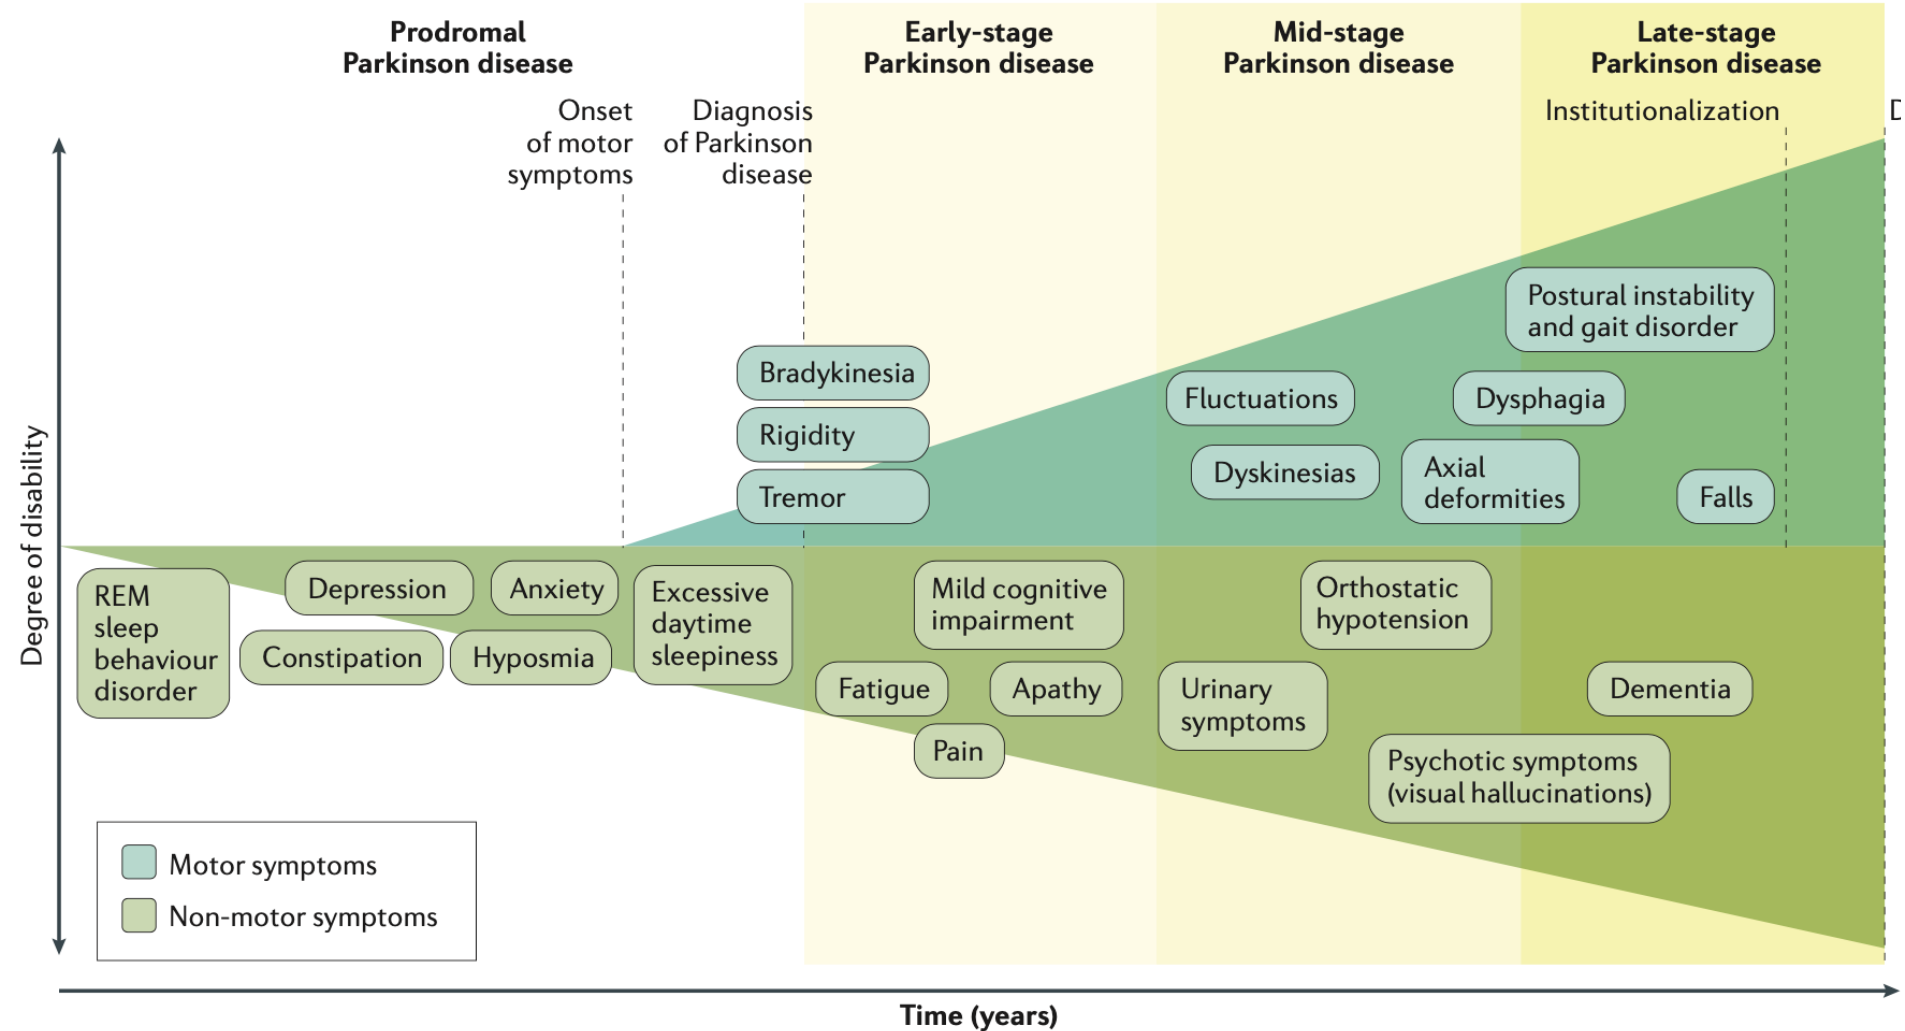 Prodromal
Parkinson disease
Early-stage
Parkinson disease
Mid-stage
Parkinson disease
Late-stage
Parkinson disease
Onset
of motor
symptoms
Diagnosis
of Parkinson
disease
Institutionalization
D
Degree of disability
Bradykinesia
Rigidity
Tremor
Fluctuations
Dyskinesias
Postural instability
and gait disorder
Dysphagia
Axial
deformities
Falls
REM
sleep
behaviour
disorder
Depression
Constipation
Anxiety
Hyposmia
Excessive
daytime
sleepiness
Mild cognitive
impairment
Fatigue
Apathy
Pain
Orthostatic
hypotension
Urinary
symptoms
Psychotic symptoms
(visual hallucinations)
Dementia
Motor symptoms
Non-motor symptoms
Time (years)